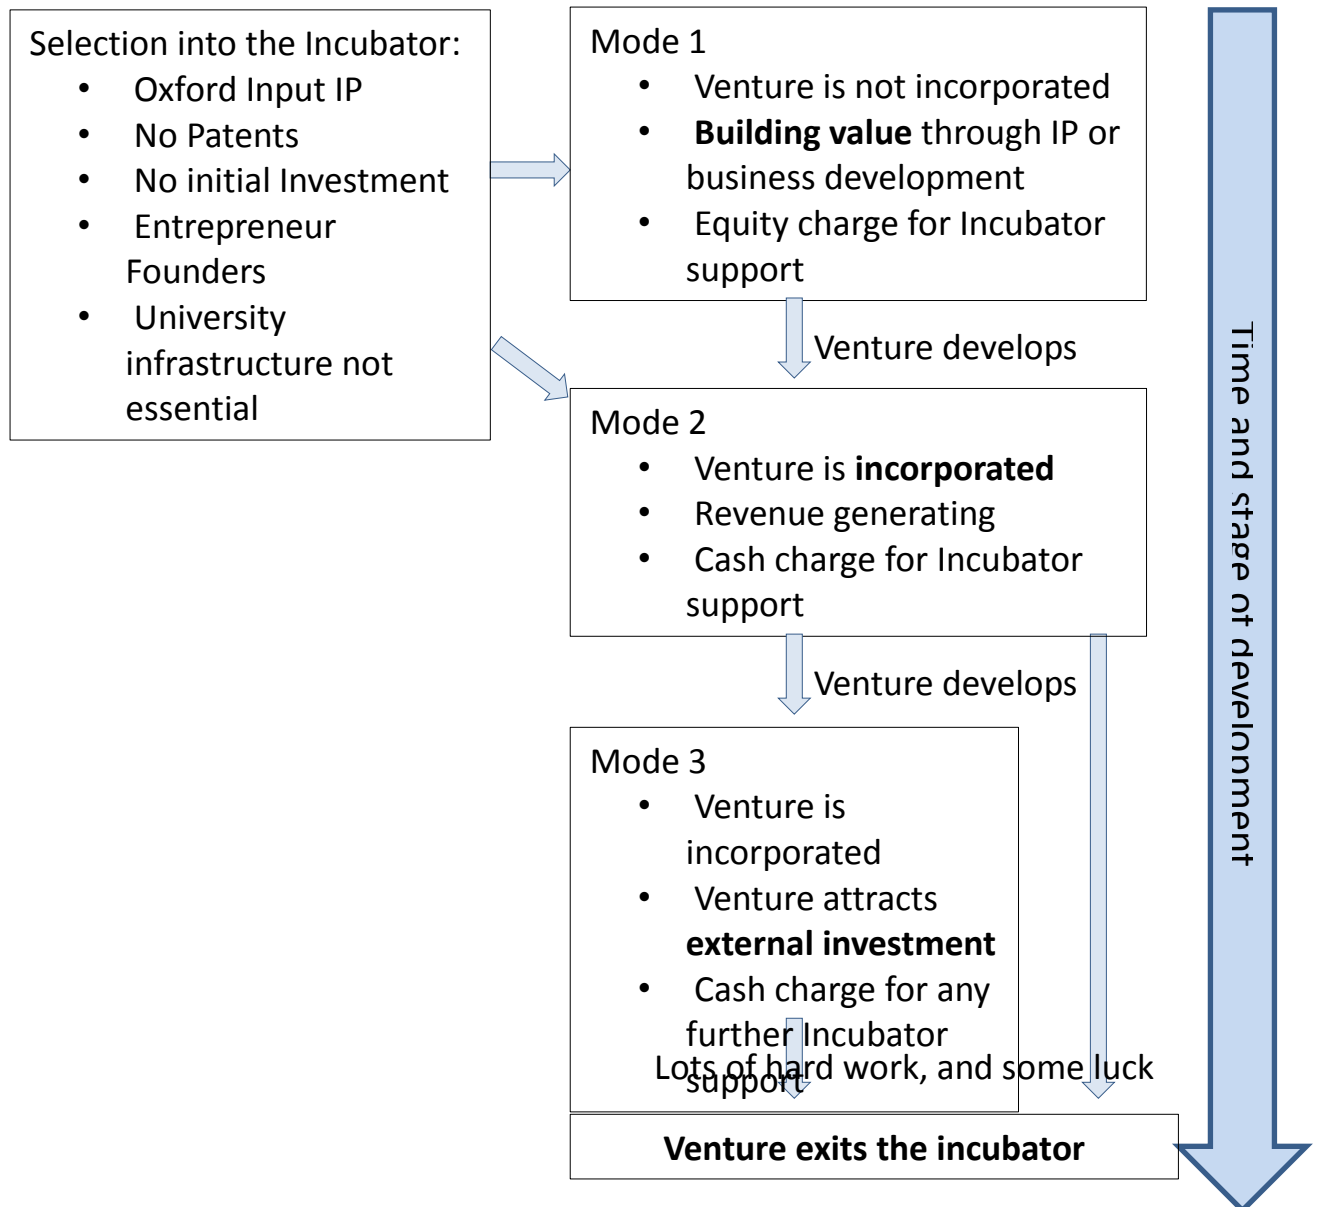 Selection into the Incubator:
• Oxford Input IP
• No Patents
• No initial Investment
• Entrepreneur
Founders
• University
infrastructure not
essential
Mode 1
• Venture is not incorporated
• Building value through IP or
business development
• Equity charge for Incubator
support
Venture develops
Mode 2
• Venture is incorporated
• Revenue generating
• Cash charge for Incubator
support
Venture develops
Mode 3
• Venture is
incorporated
• Venture attracts
external investment
• Cash charge for any
further Incubator
support
Lots of hard work, and some luck
Venture exits the incubator
Time and stage of development